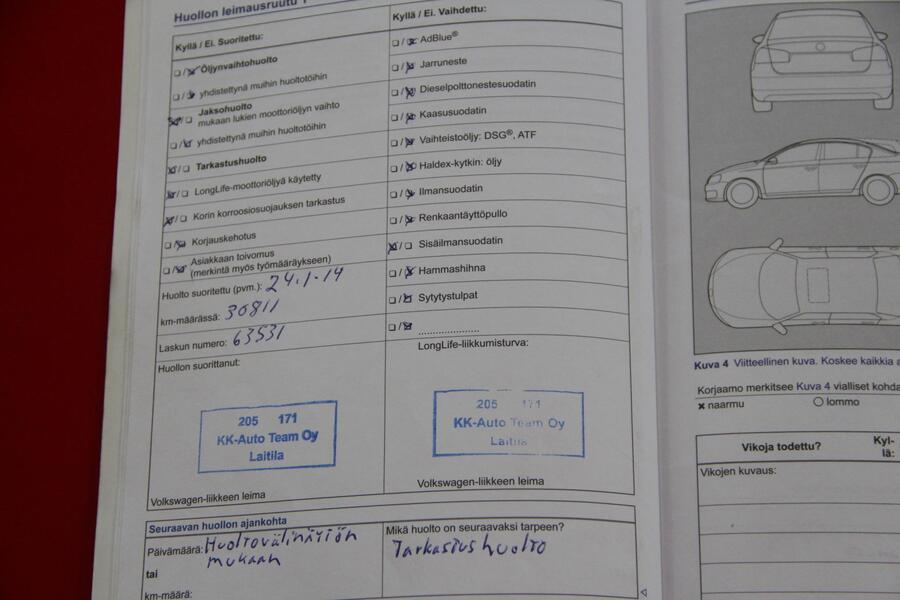 Huollon leimausruutu
Kyllä / Ei. Suoritettu:
/ Öljynvaihtohuolto
/ yhdistettynä muihin huoltotöihin
/ Jaksohuolto
mukaan lukien moottoriöljyn vaihto
/ yhdistettynä muihin huoltotöihin
/ Tarkastushuolto
/ LongLife-moottoriöljyä käytetty
/ Korin korroosiosuojauksen tarkastus
/ Korjauskehotus
/ Asiakkaan toivomus
(merkintä myös työmääräykseen)
Huolto suoritettu (pvm.): 24.1.14
km-määrässä: 36811
Laskun numero: 63531
Huollon suorittanut:
205 171
KK-Auto Team Oy
Laitila
Volkswagen-liikkeen leima
Kyllä / Ei. Vaihdettu:
/ AdBlue®
/ Jarruneste
/ Dieselpolttonestesuodatin
/ Kaasusuodatin
/ Vaihteistoöljy: DSG®, ATF
/ Haldex-kytkin: öljy
/ Ilmansuodatin
/ Renkaantäyttöpullo
/ Sisäilmansuodatin
/ Hammashihna
/ Sytytystulpat
/ .....................
LongLife-liikkumisturva:
205 171
KK-Auto Team Oy
Laitila
Volkswagen-liikkeen leima
Seuraavan huollon ajankohta
Päivämäärä: Huoltovälinäytön
mukaan
tai
km-määrä:
Mikä huolto on seuraavaksi tarpeen?
Tarkastushuolto
Kuva 4 Viitteellinen kuva. Koskee kaikkia
Korjaamo merkitsee Kuva 4 vialliset kohda
x naarmu
O lommo
Vikoja todettu?
Kyl-
lä:
Vikojen kuvaus: